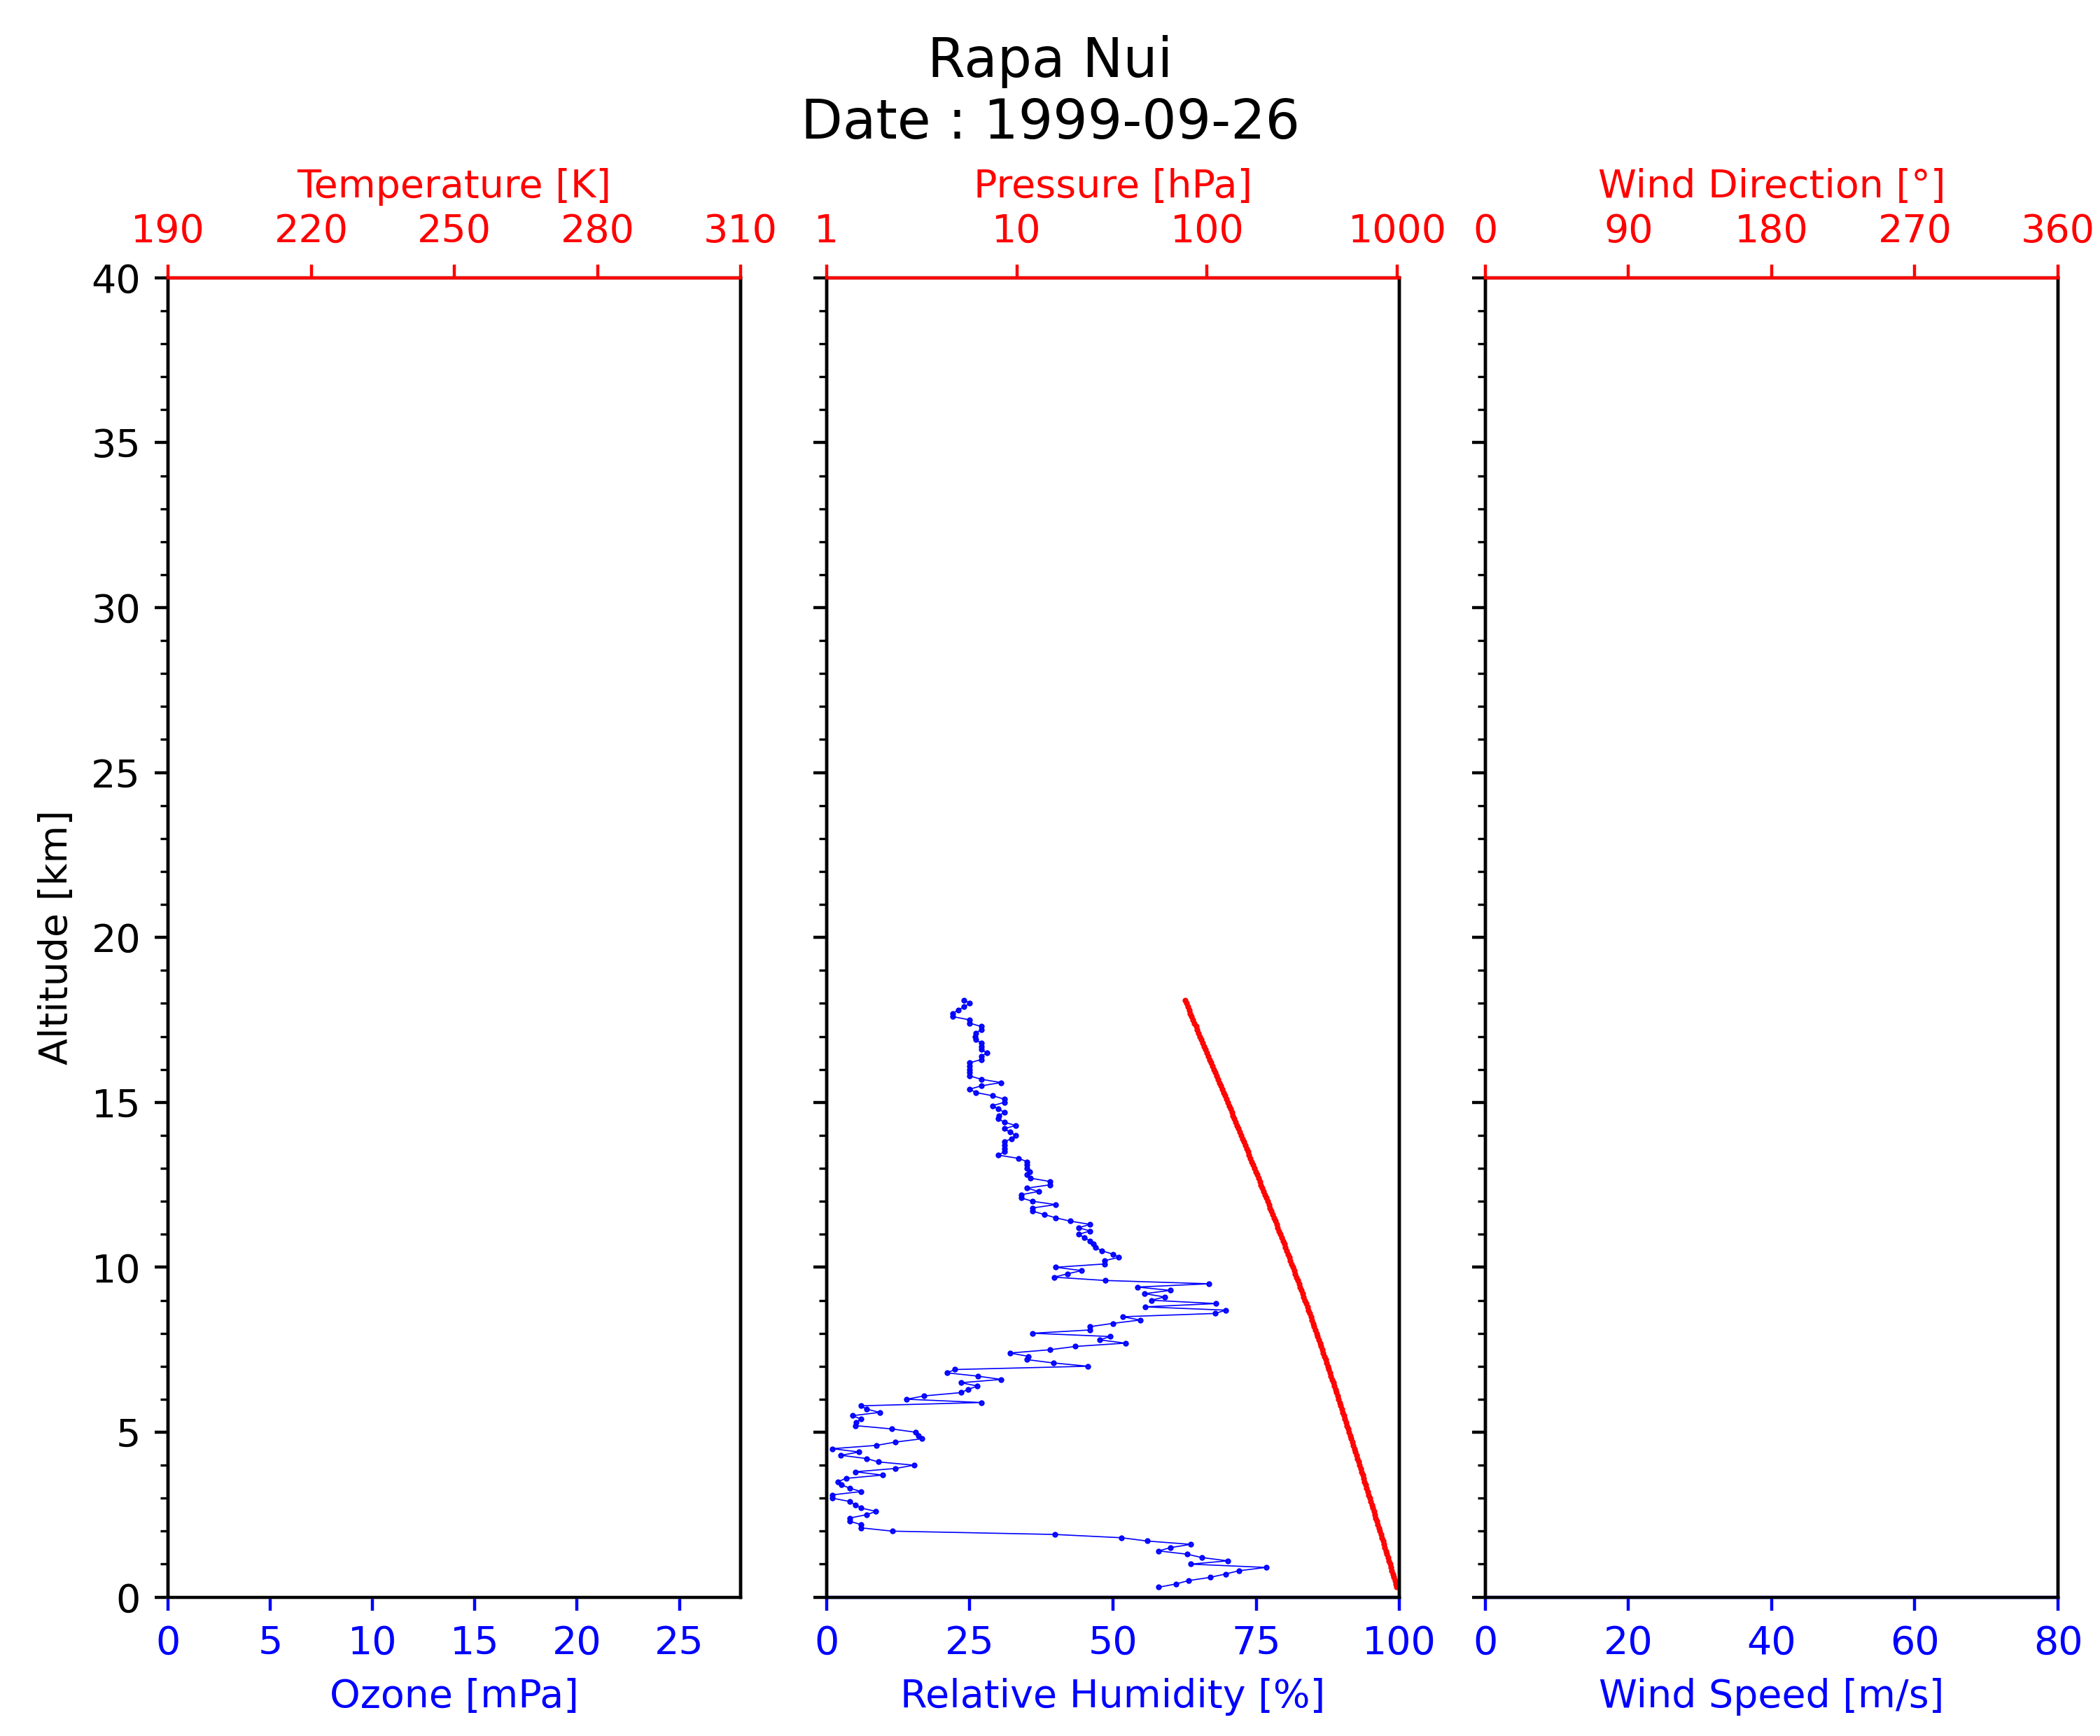 Rapa Nui
Date : 1999-09-26
Temperature [K] Pressure [hPa] Wind Direction [°]
190 220 250 280 310 1 10 100 1000 0 90 180 270 360
40
35
30
25
20
15
10
5
0
Altitude [km]
0 5 10 15 20 25 0 25 50 75 100 0 20 40 60 80
Ozone [mPa] Relative Humidity [%] Wind Speed [m/s]